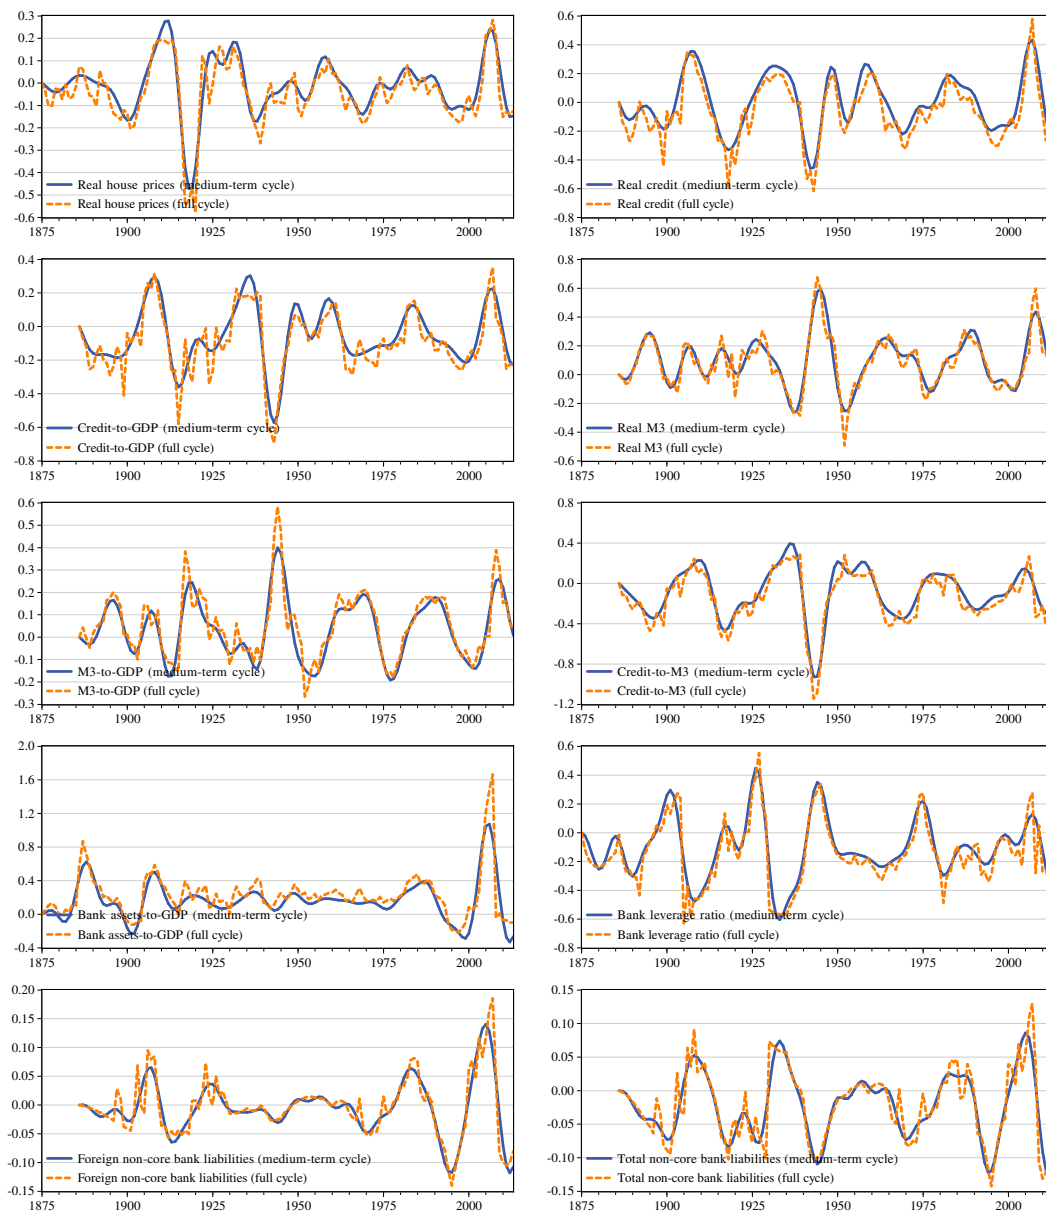 0.3
0.2
0.1
0.0
-0.1
-0.2
-0.3
-0.4
-0.5
-0.6
Real house prices (medium-term cycle)
Real house prices (full cycle)
1875 1900 1925 1950 1975 2000
0.6
0.4
0.2
0.0
-0.2
-0.4
-0.6
-0.8
Real credit (medium-term cycle)
Real credit (full cycle)
1875 1900 1925 1950 1975 2000
0.4
0.2
0.0
-0.2
-0.4
-0.6
-0.8
Credit-to-GDP (medium-term cycle)
Credit-to-GDP (full cycle)
1875 1900 1925 1950 1975 2000
0.8
0.6
0.4
0.2
0.0
-0.2
-0.4
-0.6
Real M3 (medium-term cycle)
Real M3 (full cycle)
1875 1900 1925 1950 1975 2000
0.6
0.5
0.4
0.3
0.2
0.1
0.0
-0.1
-0.2
-0.3
M3-to-GDP (medium-term cycle)
M3-to-GDP (full cycle)
1875 1900 1925 1950 1975 2000
0.8
0.4
0.0
-0.4
-0.8
-1.2
Credit-to-M3 (medium-term cycle)
Credit-to-M3 (full cycle)
1875 1900 1925 1950 1975 2000
2.0
1.6
1.2
0.8
0.4
0.0
-0.4
Bank assets-to-GDP (medium-term cycle)
Bank assets-to-GDP (full cycle)
1875 1900 1925 1950 1975 2000
0.6
0.4
0.2
0.0
-0.2
-0.4
-0.6
-0.8
Bank leverage ratio (medium-term cycle)
Bank leverage ratio (full cycle)
1875 1900 1925 1950 1975 2000
0.20
0.15
0.10
0.05
0.00
-0.05
-0.10
-0.15
Foreign non-core bank liabilities (medium-term cycle)
Foreign non-core bank liabilities (full cycle)
1875 1900 1925 1950 1975 2000
0.15
0.10
0.05
0.00
-0.05
-0.10
-0.15
Total non-core bank liabilities (medium-term cycle)
Total non-core bank liabilities (full cycle)
1875 1900 1925 1950 1975 2000